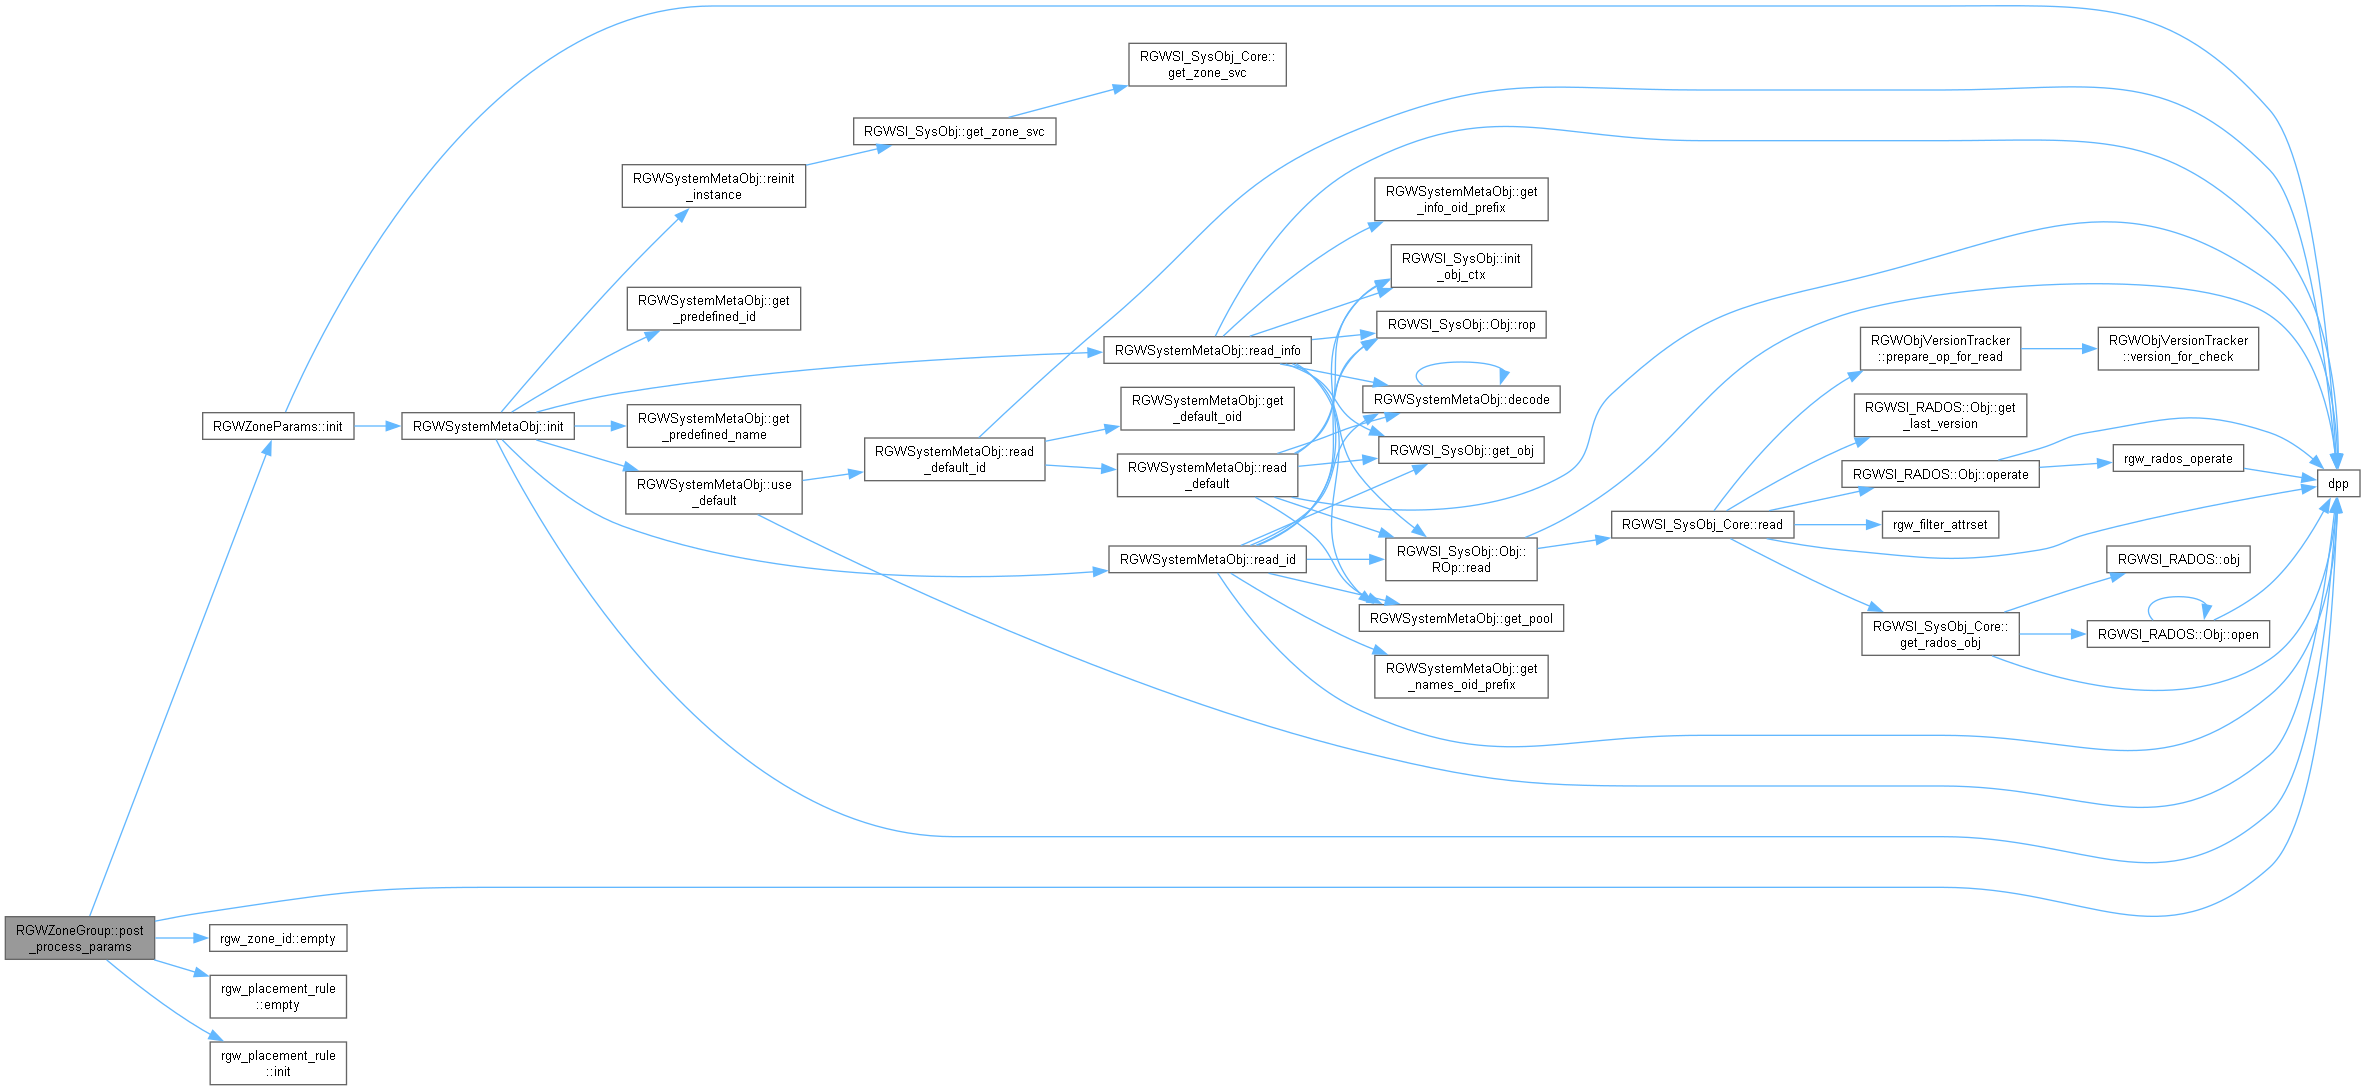 RGWSI_SysObj_Core::
get_zone_svc
RGWSI_SysObj::get_zone_svc
RGWSystemMetaObj::reinit
_instance
RGWSystemMetaObj::get
_info_oid_prefix
RGWSI_SysObj::init
_obj_ctx
RGWSystemMetaObj::get
_predefined_id
RGWSI_SysObj::Obj::rop
RGWSystemMetaObj::read_info
RGWObjVersionTracker
::prepare_op_for_read
RGWObjVersionTracker
::version_for_check
RGWSystemMetaObj::decode
RGWSystemMetaObj::get
_default_oid
RGWSI_RADOS::Obj::get
_last_version
RGWZoneParams::init
RGWSystemMetaObj::init
RGWSystemMetaObj::get
_predefined_name
RGWSI_SysObj::get_obj
RGWSystemMetaObj::read
_default_id
RGWSystemMetaObj::read
_default
rgw_rados_operate
RGWSI_RADOS::Obj::operate
RGWSystemMetaObj::use
_default
dpp
RGWSI_SysObj_Core::read
rgw_filter_attrset
RGWSystemMetaObj::read_id
RGWSI_SysObj::Obj::
ROp::read
RGWSI_RADOS::obj
RGWSystemMetaObj::get_pool
RGWSI_SysObj_Core::
get_rados_obj
RGWSI_RADOS::Obj::open
RGWSystemMetaObj::get
_names_oid_prefix
RGWZoneGroup::post
_process_params
rgw_zone_id::empty
rgw_placement_rule
::empty
rgw_placement_rule
::init